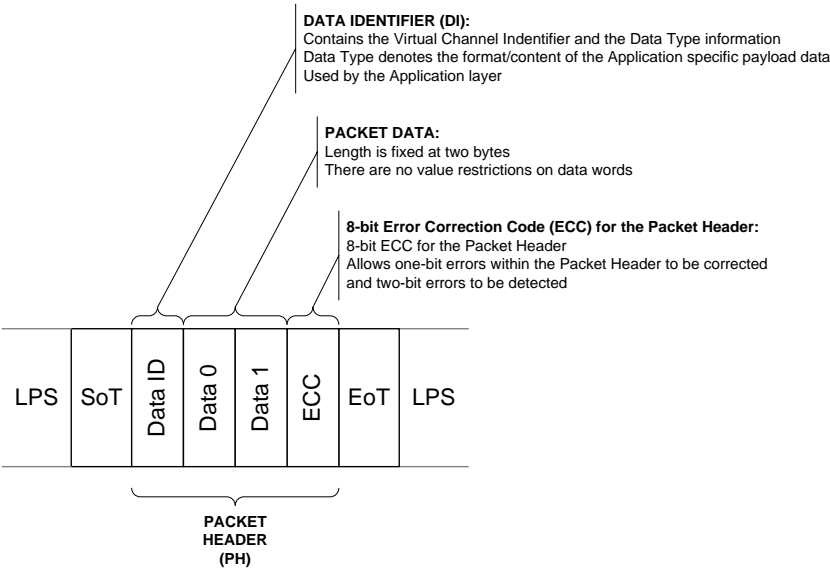 DATA IDENTIFIER (DI):
Contains the Virtual Channel Indentifier and the Data Type information
Data Type denotes the format/content of the Application specific payload data
Used by the Application layer
PACKET DATA:
Length is fixed at two bytes
There are no value restrictions on data words
8-bit Error Correction Code (ECC) for the Packet Header:
8-bit ECC for the Packet Header
Allows one-bit errors within the Packet Header to be corrected
and two-bit errors to be detected
LPS
SoT
Data ID
Data 0
Data 1
ECC
EoT
LPS
PACKET
HEADER
(PH)